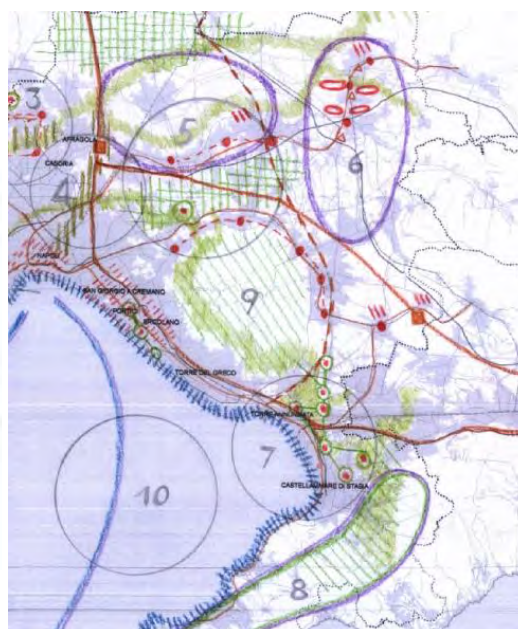 3
5
AFRAGOLA
6
CASORIA
4
NAPOLI
SAN GIORGIO A CREMANO
9
PORTICI
ERCOLANO
TORRE DEL GRECO
TORRE ANNUNZIATA
7
CASTELLAMMARE DI STABIA
10
8